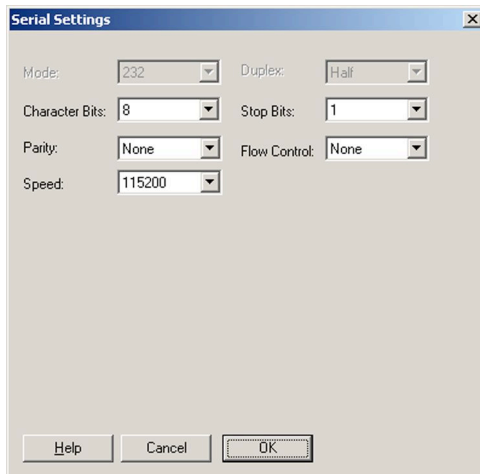 Serial Settings
Mode: 232 Duplex: Half
Character Bits: 8 Stop Bits: 1
Parity: None Flow Control: None
Speed: 115200
Help Cancel OK